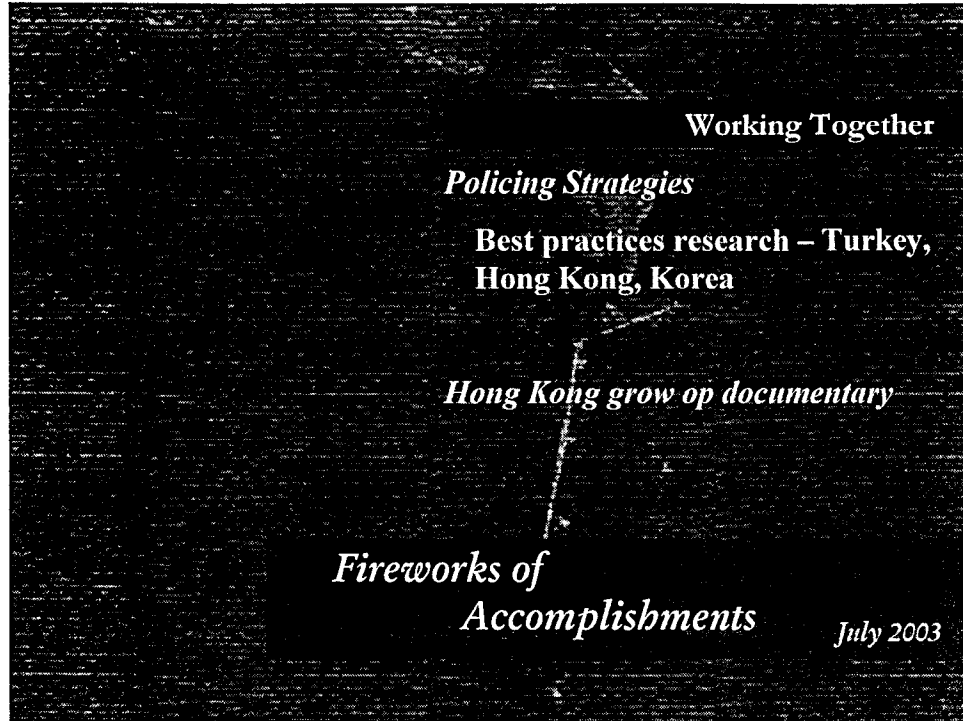 Working Together
Policing Strategies
Best practices research – Turkey,
Hong Kong, Korea
Hong Kong grow op documentary
Fireworks of
Accomplishments
July 2003